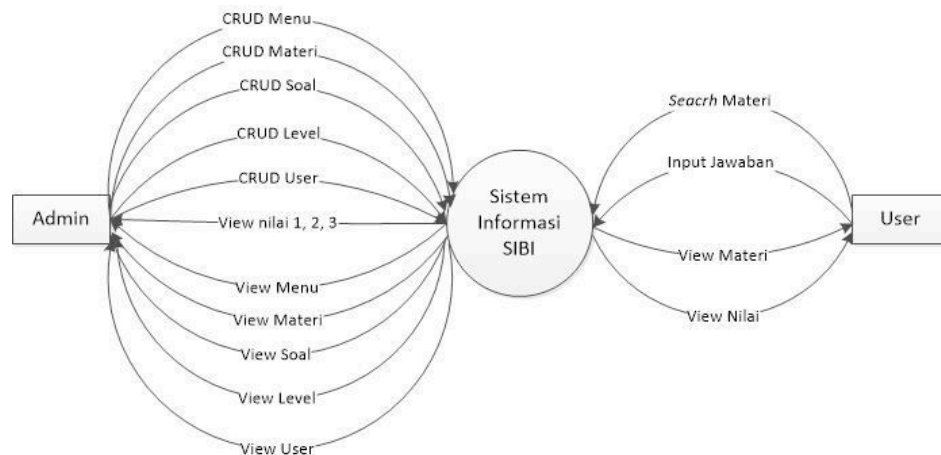 CRUD Menu
CRUD Materi
CRUD Soal
CRUD Level
CRUD User
View nilai 1, 2, 3
View Menu
View Materi
View Soal
View Level
View User
Admin
Sistem
Informasi
SIBI
Seacrh Materi
Input Jawaban
View Materi
View Nilai
User